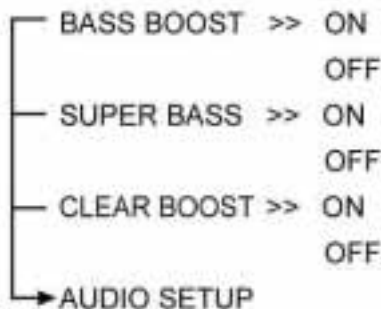 BASS BOOST >> ON
OFF
SUPER BASS >> ON
OFF
CLEAR BOOST >> ON
OFF
AUDIO SETUP